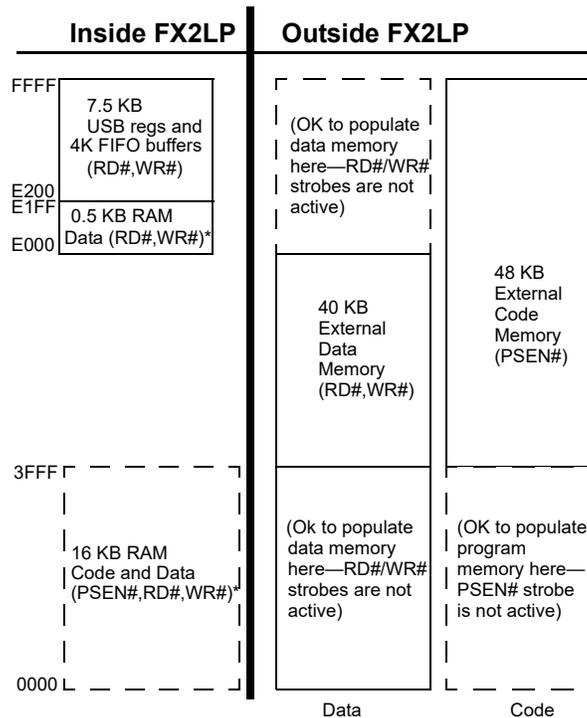 Inside FX2LP
Outside FX2LP
FFFF
7.5 KB
USB regs and
4K FIFO buffers
(RD#,WR#)
E200
E1FF
0.5 KB RAM
Data (RD#,WR#)*
E000
(OK to populate
data memory
here—RD#/WR#
strobes are not
active)
40 KB
External
Data
Memory
(RD#,WR#)
48 KB
External
Code
Memory
(PSEN#)
3FFF
16 KB RAM
Code and Data
(PSEN#,RD#,WR#)*
0000
(Ok to populate
data memory
here—RD#/WR#
strobes are not
active)
(OK to populate
program
memory here—
PSEN# strobe
is not active)
Data
Code